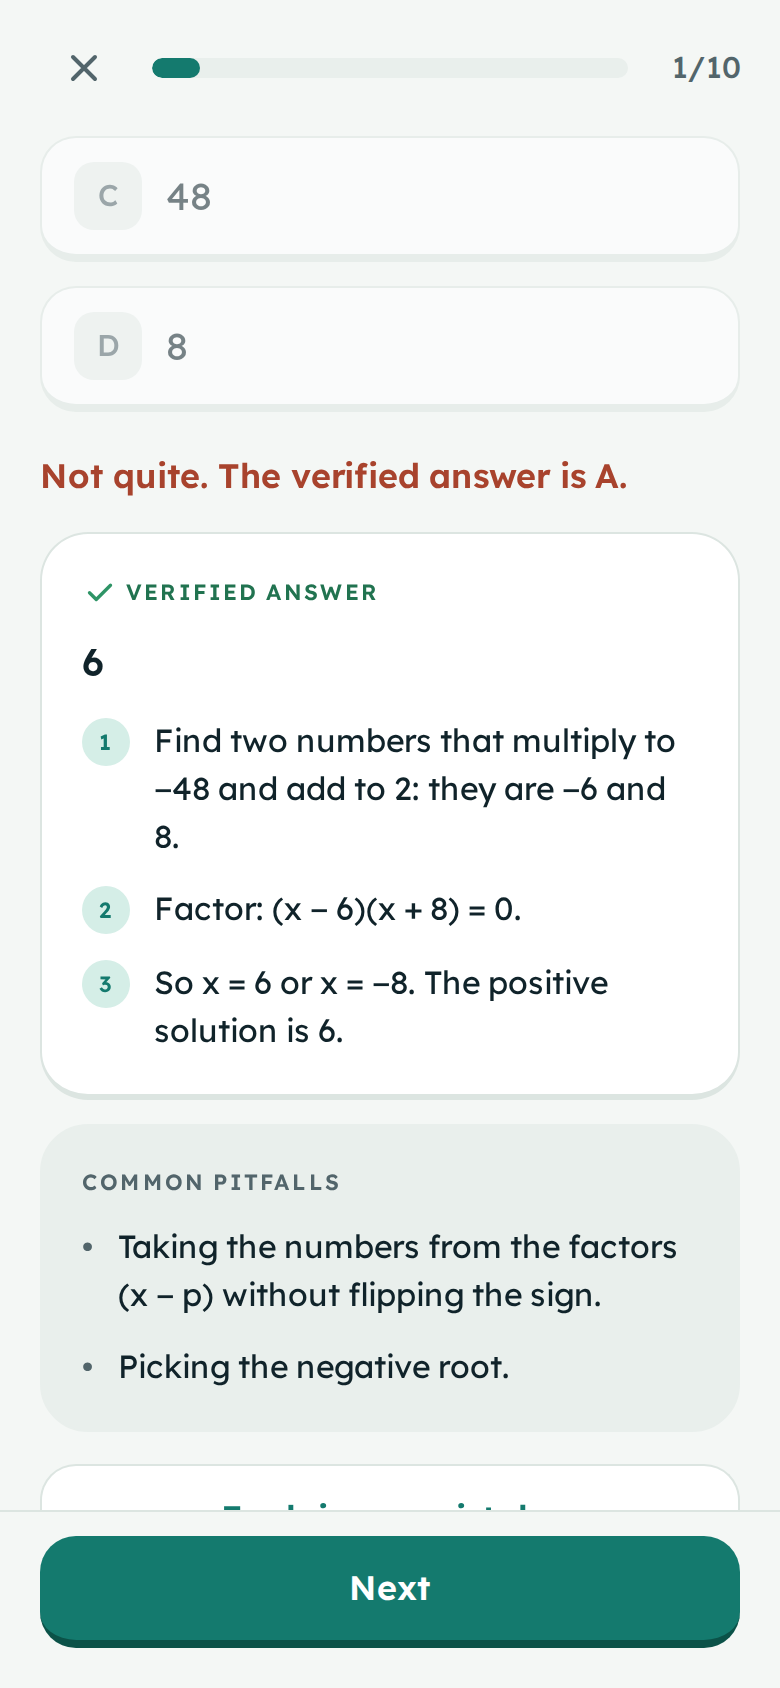 1/10
C 48
D 8
Not quite. The verified answer is A.
VERIFIED ANSWER
6
1 Find two numbers that multiply to
−48 and add to 2: they are −6 and
8.
2 Factor: (x − 6)(x + 8) = 0.
3 So x = 6 or x = −8. The positive
solution is 6.
COMMON PITFALLS
• Taking the numbers from the factors
(x − p) without flipping the sign.
• Picking the negative root.
Next